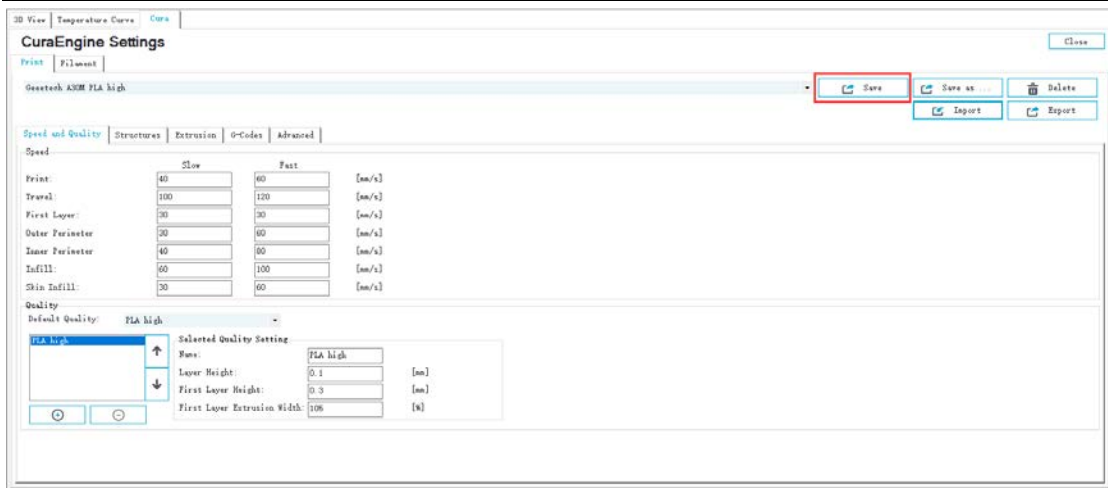 3D View Temperature Curve Cura
CuraEngine Settings Close
Print Filament
Geeetech A30M PLA high Save Save as ... Delete
Import Export
Speed and Quality Structures Extrusion G-Codes Advanced
Speed
Slow Fast
Print: 40 60 [mm/s]
Travel: 100 120 [mm/s]
First Layer: 30 30 [mm/s]
Outer Perimeter 30 60 [mm/s]
Inner Perimeter 40 80 [mm/s]
Infill: 60 100 [mm/s]
Skin Infill: 30 60 [mm/s]
Quality
Default Quality: PLA high
PLA high
Selected Quality Setting
Name: PLA high
Layer Height: 0.1 [mm]
First Layer Height: 0.3 [mm]
First Layer Extrusion Width: 105 [%]